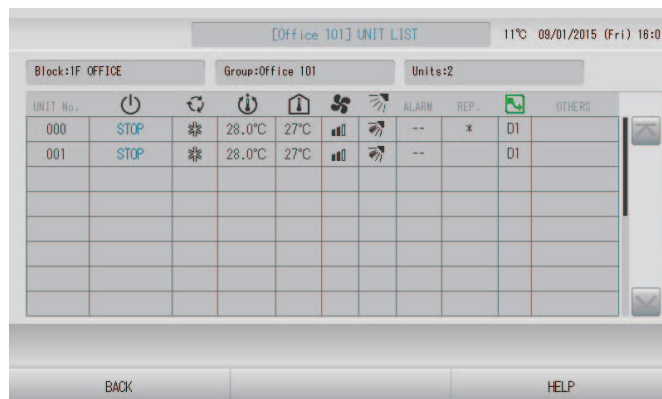 [Office 101] UNIT LIST 11℃ 09/01/2015 (Fri) 16:0
Block:1F OFFICE Group:Office 101 Units:2
UNIT No. ALARM REP. OTHERS
000 STOP 28.0℃ 27℃ -- * D1
001 STOP 28.0℃ 27℃ -- D1
BACK HELP